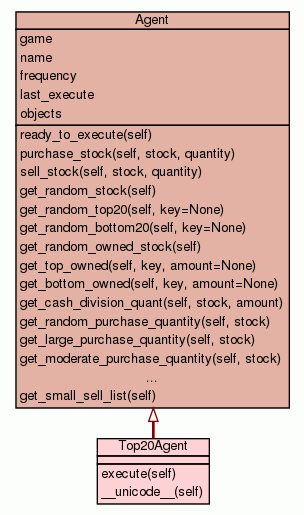 Agent
game
name
frequency
last_execute
objects
ready_to_execute(self)
purchase_stock(self, stock, quantity)
sell_stock(self, stock, quantity)
get_random_stock(self)
get_random_top20(self, key=None)
get_random_bottom20(self, key=None)
get_random_owned_stock(self)
get_top_owned(self, key, amount=None)
get_bottom_owned(self, key, amount=None)
get_cash_division_quant(self, stock, amount)
get_random_purchase_quantity(self, stock)
get_large_purchase_quantity(self, stock)
get_moderate_purchase_quantity(self, stock)
...
get_small_sell_list(self)
Top20Agent
execute(self)
__unicode__(self)